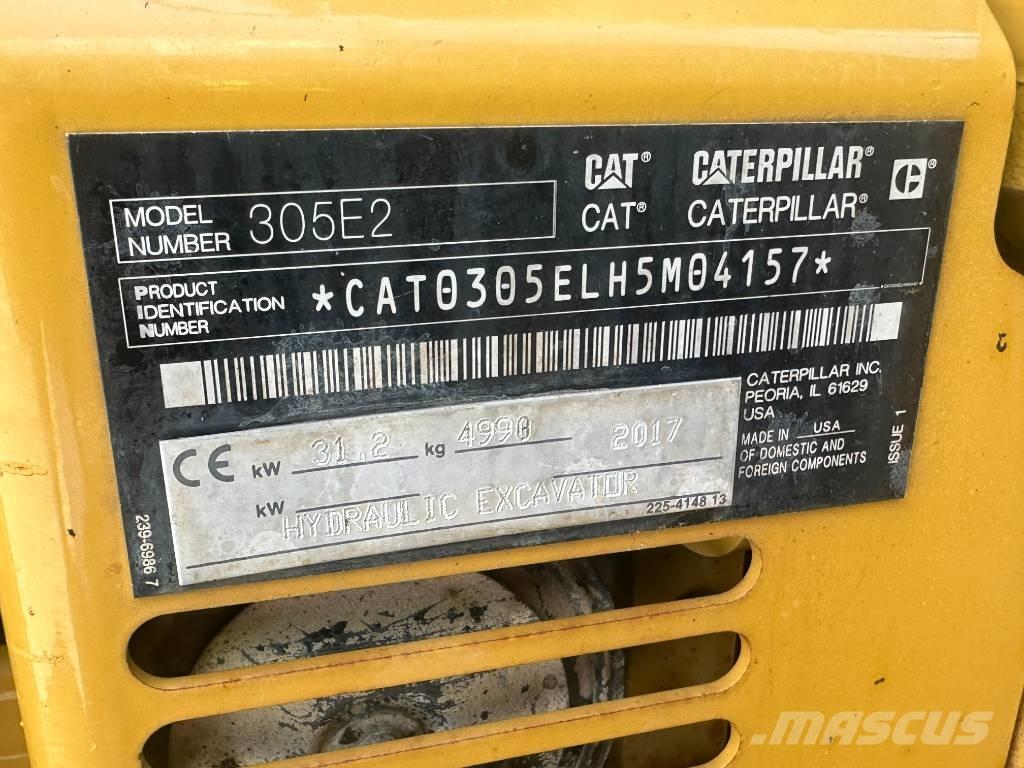 CAT® CATERPILLAR® C®
CAT® CATERPILLAR®
MODEL
NUMBER 305E2
PRODUCT
IDENTIFICATION
NUMBER
*CAT0305ELH5M04157*
CATERPILLAR INC.
PEORIA, IL 61629
USA
MADE IN USA
OF DOMESTIC AND
FOREIGN COMPONENTS
ISSUE 1
CE kW 31.2 kg 4990 2017
kW
HYDRAULIC EXCAVATOR
225-4148 13
239-6986 7
MASCUS